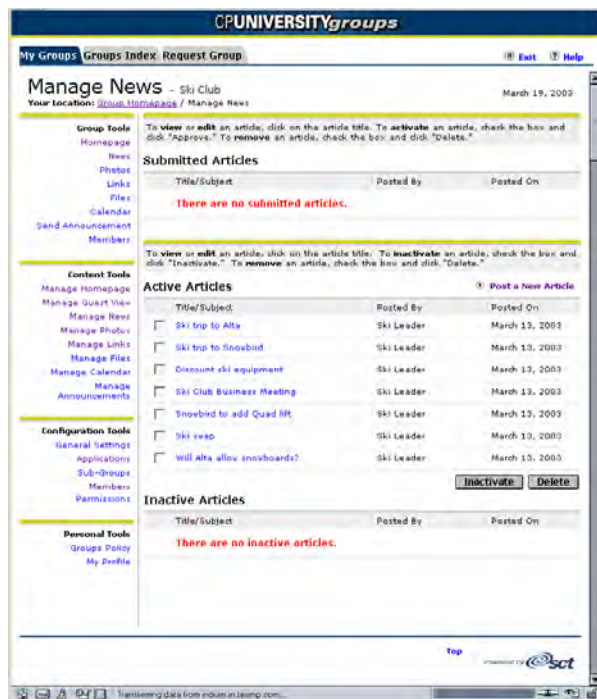 CPUNIVERSITYgroups
My Groups Groups Index Request Group Exit Help
Manage News - Ski Club March 19, 2003
Your Location: Group Homepage / Manage News
Group Tools
Homepage
News
Photos
Links
Files
Calendar
Send Announcement
Members
Content Tools
Manage Homepage
Manage Guest View
Manage News
Manage Photos
Manage Links
Manage Files
Manage Calendar
Manage
Announcements
Configuration Tools
General Settings
Applications
Sub-Groups
Members
Permissions
Personal Tools
Groups Policy
My Profile
To view or edit an article, click on the article title. To activate an article, check the box and
click "Approve." To remove an article, check the box and click "Delete."
Submitted Articles
Title/Subject Posted By Posted On
There are no submitted articles.
To view or edit an article, click on the article title. To inactivate an article, check the box and
click "Inactivate." To remove an article, check the box and click "Delete."
Active Articles Post a New Article
Title/Subject Posted By Posted On
Ski trip to Alta Ski Leader March 13, 2003
Ski trip to Snowbird Ski Leader March 13, 2003
Discount ski equipment Ski Leader March 13, 2003
Ski Club Business Meeting Ski Leader March 13, 2003
Snowbird to add Quad lift Ski Leader March 13, 2003
Ski swap Ski Leader March 13, 2003
Will Alta allow snowboards? Ski Leader March 13, 2003
Inactivate Delete
Inactive Articles
Title/Subject Posted By Posted On
There are no inactive articles.
Top
POWERED BY sct
Transferring data from